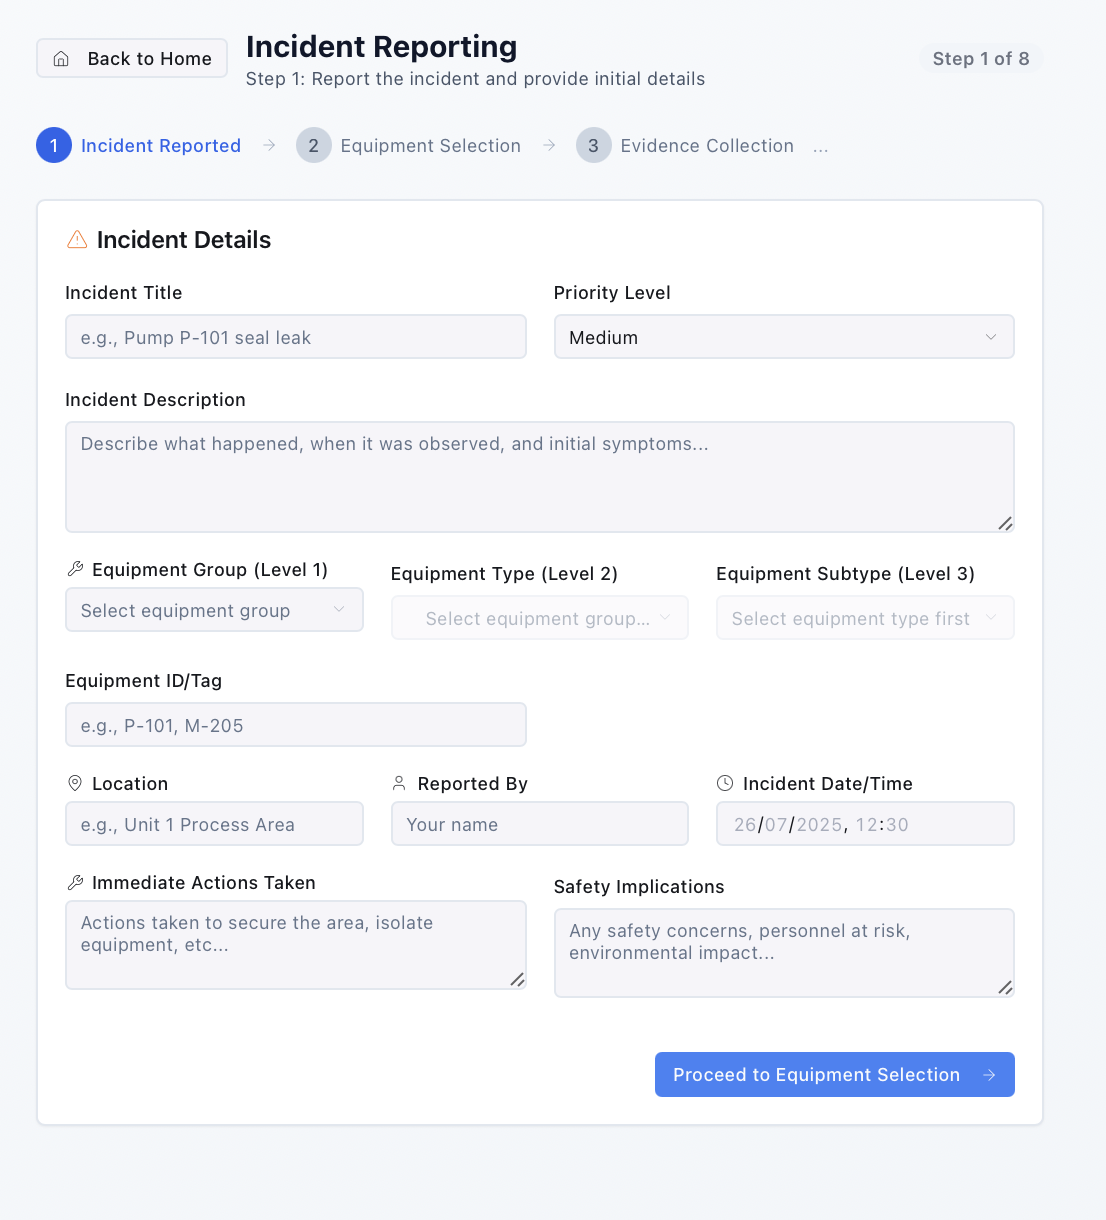 Back to Home
Incident Reporting
Step 1: Report the incident and provide initial details
Step 1 of 8
1 Incident Reported → 2 Equipment Selection → 3 Evidence Collection ...
Incident Details
Incident Title
e.g., Pump P-101 seal leak
Priority Level
Medium
Incident Description
Describe what happened, when it was observed, and initial symptoms...
Equipment Group (Level 1)
Select equipment group
Equipment Type (Level 2)
Select equipment group...
Equipment Subtype (Level 3)
Select equipment type first
Equipment ID/Tag
e.g., P-101, M-205
Location
e.g., Unit 1 Process Area
Reported By
Your name
Incident Date/Time
26/07/2025, 12:30
Immediate Actions Taken
Actions taken to secure the area, isolate
equipment, etc...
Safety Implications
Any safety concerns, personnel at risk,
environmental impact...
Proceed to Equipment Selection →